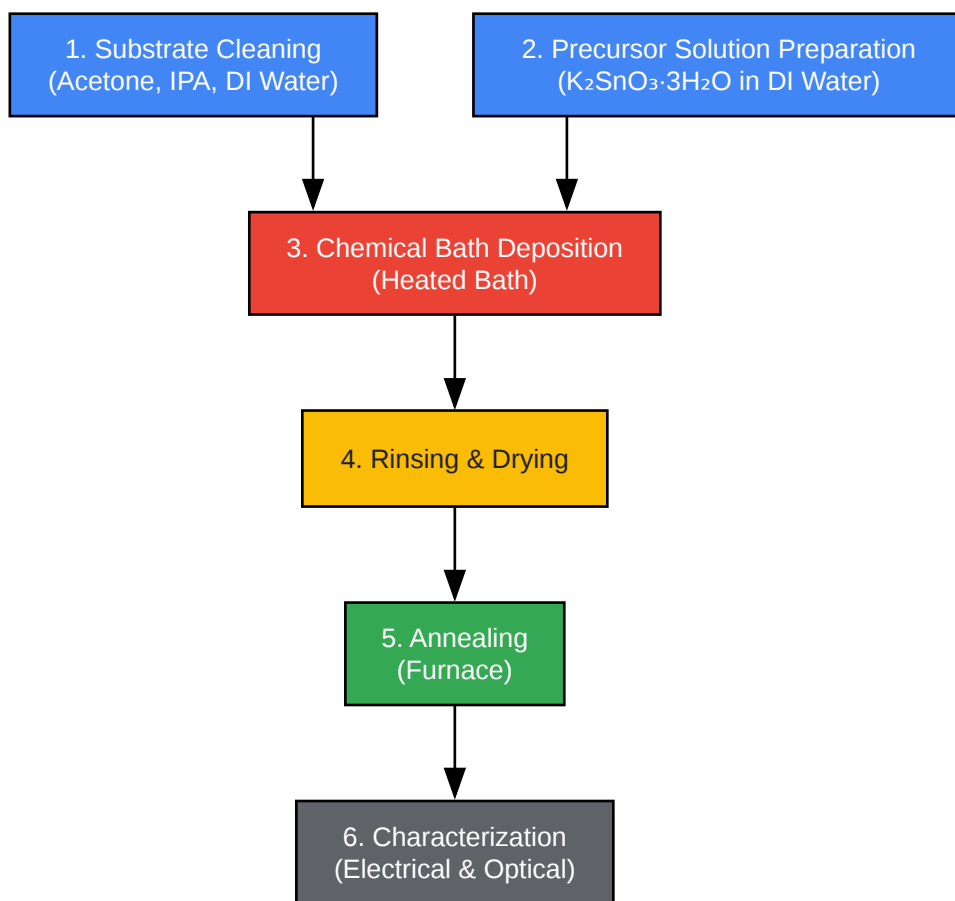 1. Substrate Cleaning
(Acetone, IPA, DI Water)
2. Precursor Solution Preparation
(K₂SnO₃·3H₂O in DI Water)
3. Chemical Bath Deposition
(Heated Bath)
4. Rinsing & Drying
5. Annealing
(Furnace)
6. Characterization
(Electrical & Optical)